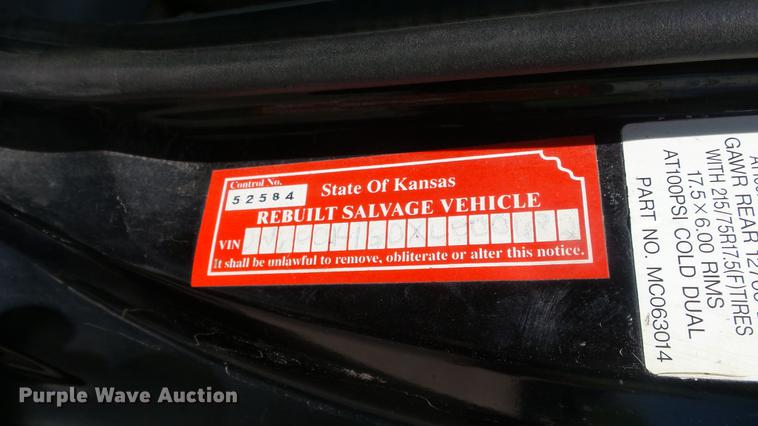 Control No.
52584
State Of Kansas
REBUILT SALVAGE VEHICLE
VIN
It shall be unlawful to remove, obliterate or alter this notice.
GAWR REAR
WITH 215/75R17.5(F)TIRES
17.5 X 6.00 RIMS
AT100PSI COLD DUAL
PART NO. MC063014
Purple Wave Auction